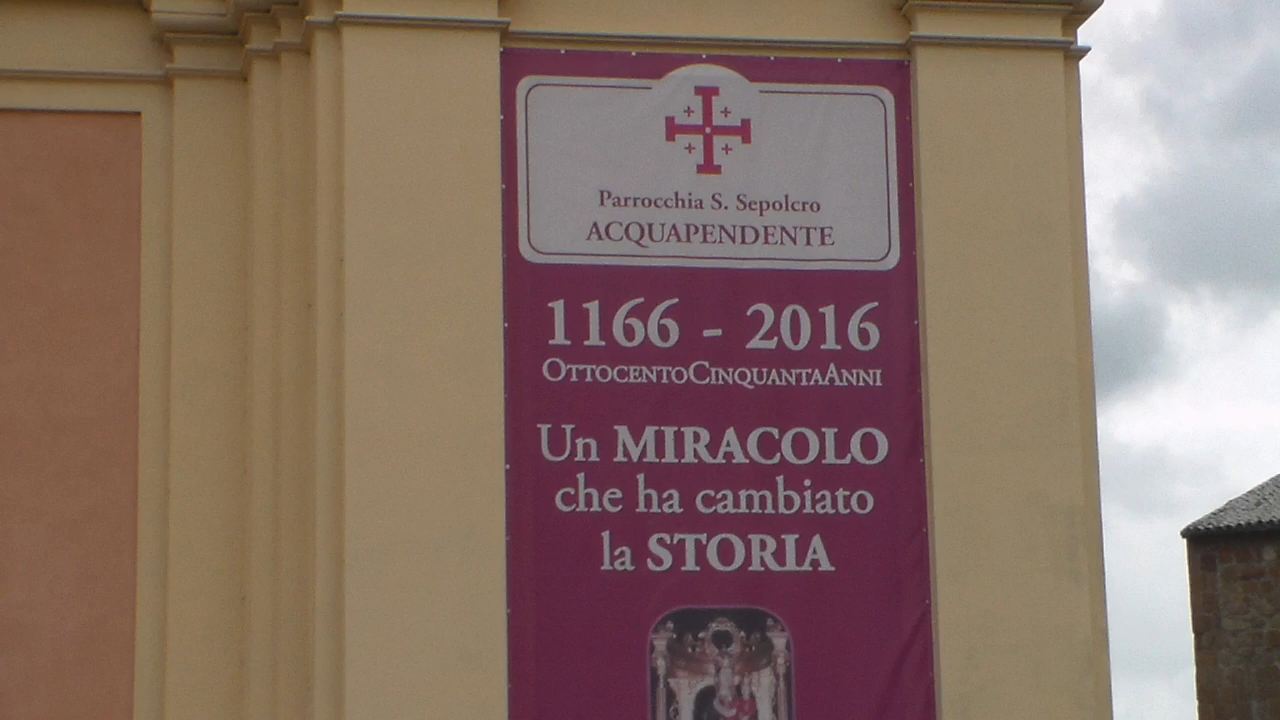 Parrocchia S. Sepolcro
ACQUAPENDENTE
1166 - 2016
OTTOCENTOCINQUANTAANNI
Un MIRACOLO
che ha cambiato
la STORIA